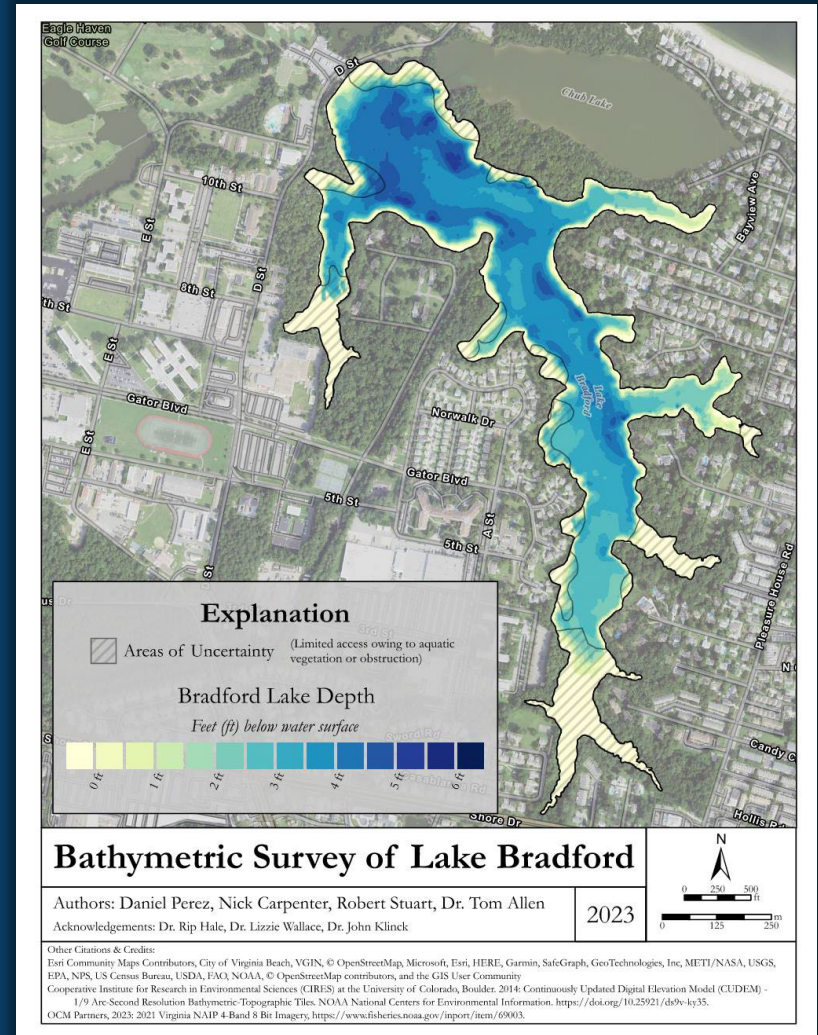 Eagle Haven
Golf Course
D St
Chub Lake
10th St
E St
Bayview Ave
D St
8th St
th St
E St
Lake
Bradford
Gator Blvd
Norwalk Dr
E St
Gator Blvd
5th St
A St
5th St
St
Pleasure House Rd
Explanation
Areas of Uncertainty
(Limited access owing to aquatic
vegetation or obstruction)
Bradford Lake Depth
Feet (ft) below water surface
0 ft 1 ft 2 ft 3 ft 4 ft 5 ft 6 ft
3rd St
Sword Rd
Casablanca Rd
N
Candy C
Shore Dr
Hollis R
Bathymetric Survey of Lake Bradford
Authors: Daniel Perez, Nick Carpenter, Robert Stuart, Dr. Tom Allen
Acknowledgements: Dr. Rip Hale, Dr. Lizzie Wallace, Dr. John Klinck
2023
N
0 250 500
ft
m
0 125 250
Other Citations & Credits:
Esri Community Maps Contributors, City of Virginia Beach, VGIN, © OpenStreetMap, Microsoft, Esri, HERE, Garmin, SafeGraph, GeoTechnologies, Inc, METI/NASA, USGS,
EPA, NPS, US Census Bureau, USDA, FAO, NOAA, © OpenStreetMap contributors, and the GIS User Community
Cooperative Institute for Research in Environmental Sciences (CIRES) at the University of Colorado, Boulder. 2014: Continuously Updated Digital Elevation Model (CUDEM) -
1/9 Arc-Second Resolution Bathymetric-Topographic Tiles. NOAA National Centers for Environmental Information. https://doi.org/10.25921/ds9v-ky35.
OCM Partners, 2023: 2021 Virginia NAIP 4-Band 8 Bit Imagery, https://www.fisheries.noaa.gov/inport/item/69003.